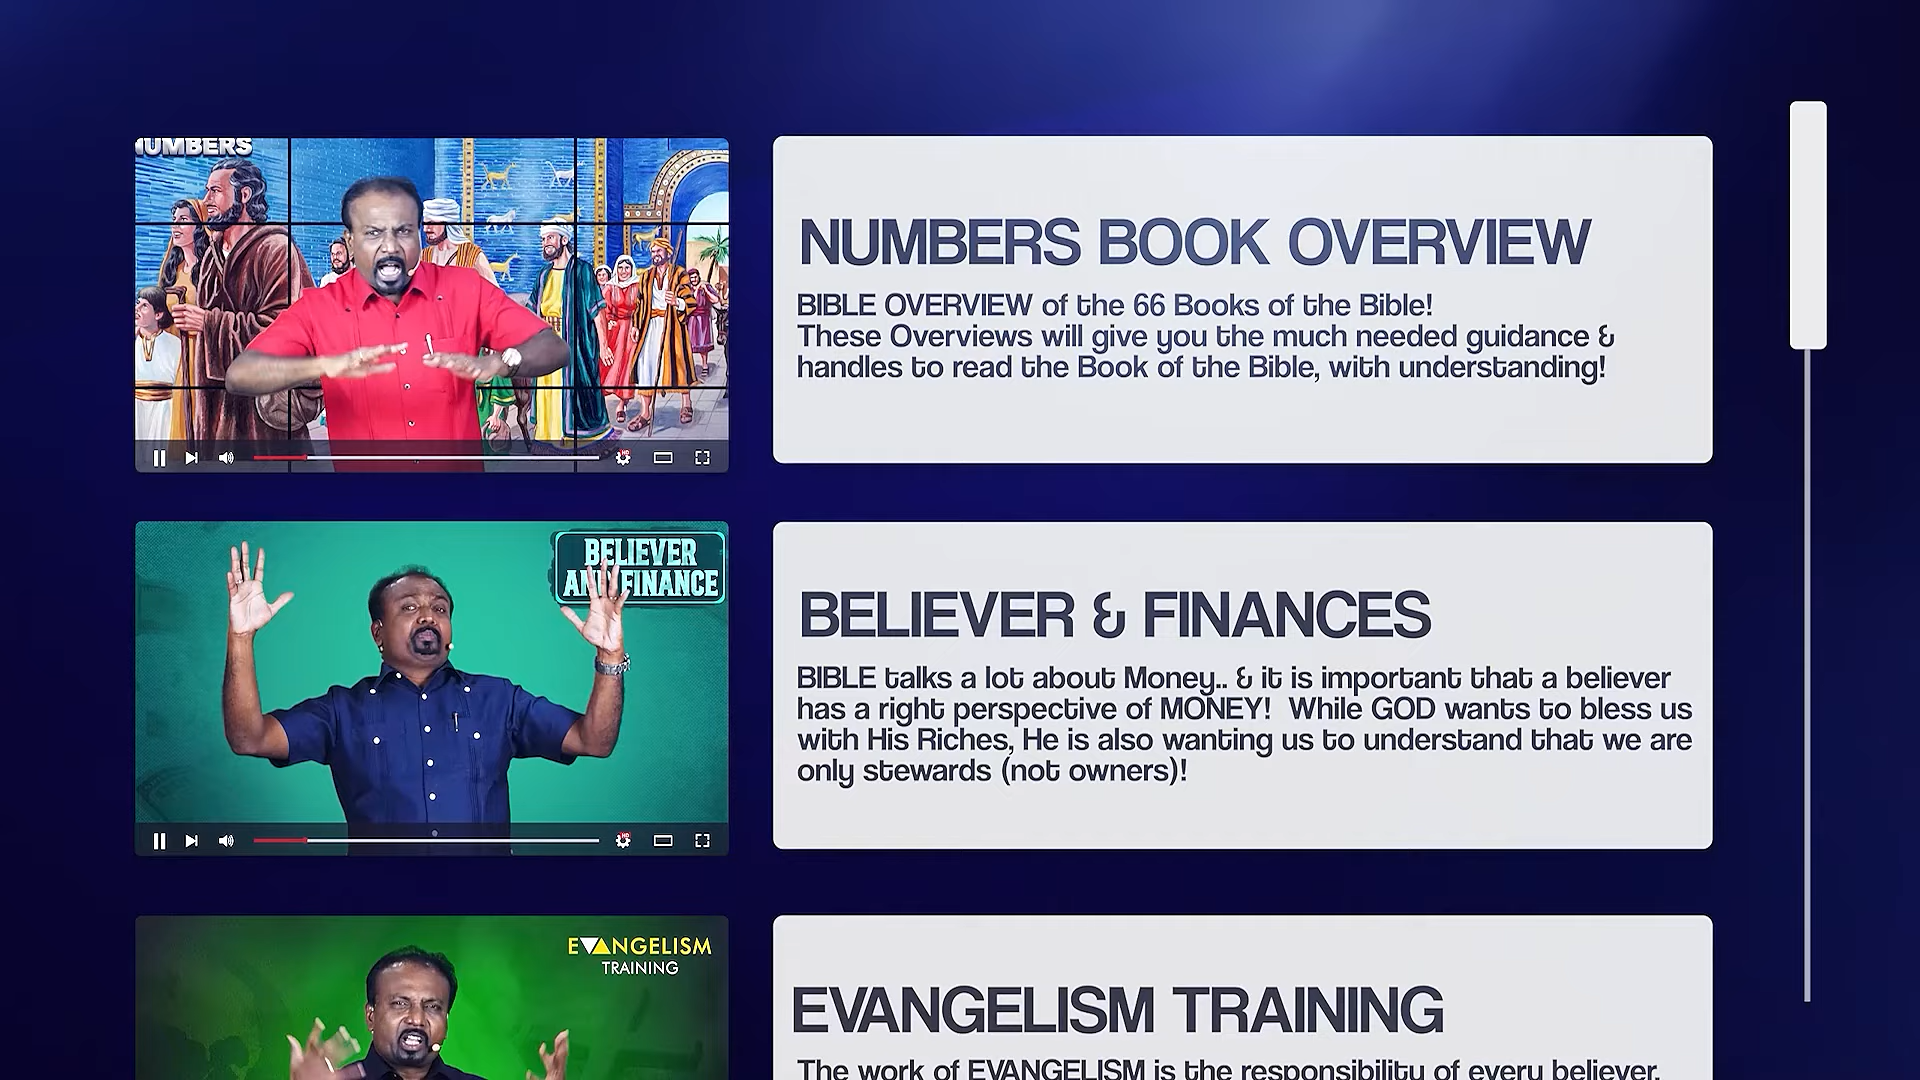 NUMBERS
NUMBERS BOOK OVERVIEW
BIBLE OVERVIEW of the 66 Books of the Bible!
These Overviews will give you the much needed guidance &
handles to read the Book of the Bible, with understanding!
BELIEVER
AND FINANCE
BELIEVER & FINANCES
BIBLE talks a lot about Money.. & it is important that a believer
has a right perspective of MONEY!  While GOD wants to bless us
with His Riches, He is also wanting us to understand that we are
only stewards (not owners)!
EVANGELISM
TRAINING
EVANGELISM TRAINING
The work of EVANGELISM is the responsibility of every believer.